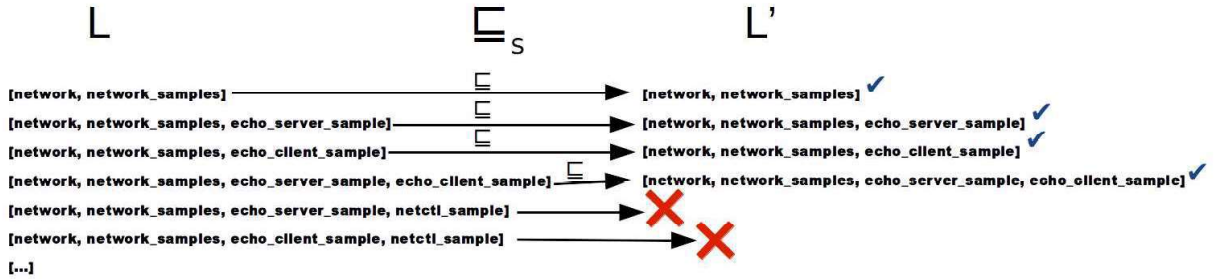 L ⊑S L’
[network, network_samples] ⊑ [network, network_samples] ✓
[network, network_samples, echo_server_sample] ⊑ [network, network_samples, echo_server_sample] ✓
[network, network_samples, echo_client_sample] ⊑ [network, network_samples, echo_client_sample] ✓
[network, network_samples, echo_server_sample, echo_client_sample] ⊑ [network, network_samples, echo_server_sample, echo_client_sample] ✓
[network, network_samples, echo_server_sample, netctl_sample]
[network, network_samples, echo_client_sample, netctl_sample]
[...]